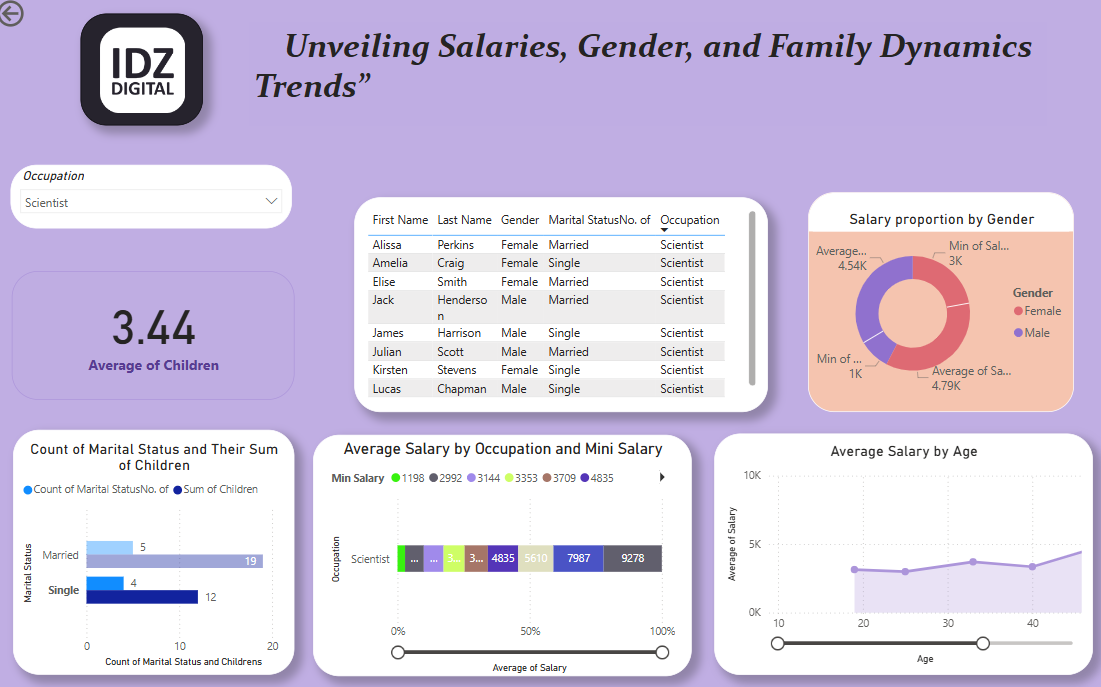 IDZ
DIGITAL
Unveiling Salaries, Gender, and Family Dynamics
Trends”
Occupation
Scientist
3.44
Average of Children
First Name Last Name Gender Marital StatusNo. of Occupation
Alissa Perkins Female Married Scientist
Amelia Craig Female Single Scientist
Elise Smith Female Married Scientist
Jack Henderso Male Married Scientist
n
James Harrison Male Single Scientist
Julian Scott Male Married Scientist
Kirsten Stevens Female Single Scientist
Lucas Chapman Male Single Scientist
Salary proportion by Gender
Average...
4.54K
Min of Sal...
3K
Gender
Female
Male
Min of ...
1K
Average of Sa...
4.79K
Count of Marital Status and Their Sum
of Children
Count of Marital StatusNo. of Sum of Children
Marital Status
Married
5
19
Single
4
12
0 10 20
Count of Marital Status and Childrens
Average Salary by Occupation and Mini Salary
Min Salary 1198 2992 3144 3353 3709 4835
Occupation
Scientist ... ... 3... 3... 4835 5610 7987 9278
0% 50% 100%
Average of Salary
Average Salary by Age
Average of Salary
10K
5K
0K
10 20 30 40
Age